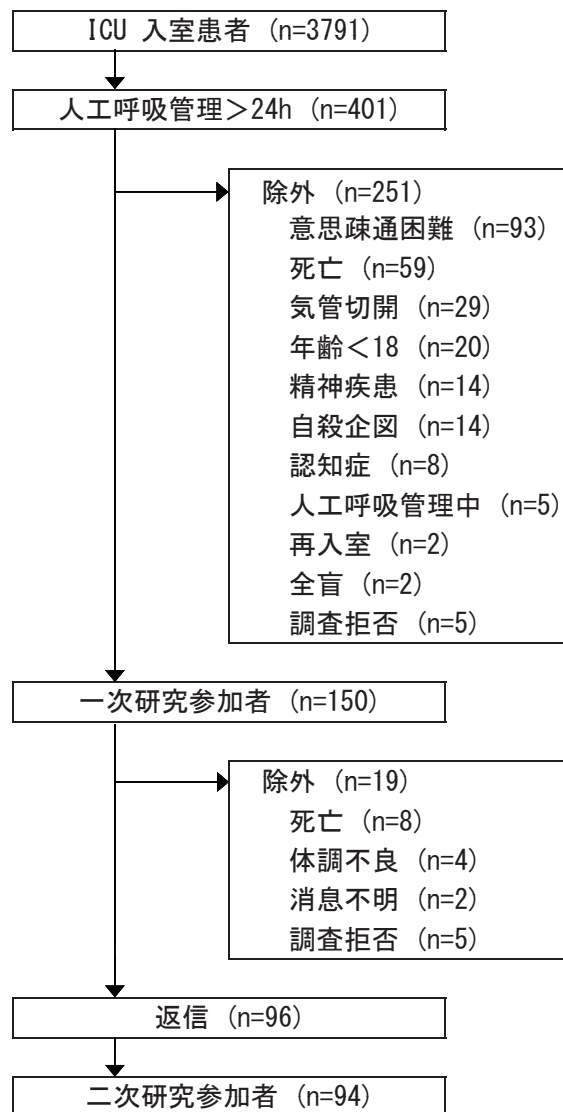 ICU 入室患者 (n=3791)
人工呼吸管理＞24h (n=401)
除外 (n=251)
意思疎通困難 (n=93)
死亡 (n=59)
気管切開 (n=29)
年齢＜18 (n=20)
精神疾患 (n=14)
自殺企図 (n=14)
認知症 (n=8)
人工呼吸管理中 (n=5)
再入室 (n=2)
全盲 (n=2)
調査拒否 (n=5)
一次研究参加者 (n=150)
除外 (n=19)
死亡 (n=8)
体調不良 (n=4)
消息不明 (n=2)
調査拒否 (n=5)
返信 (n=96)
二次研究参加者 (n=94)